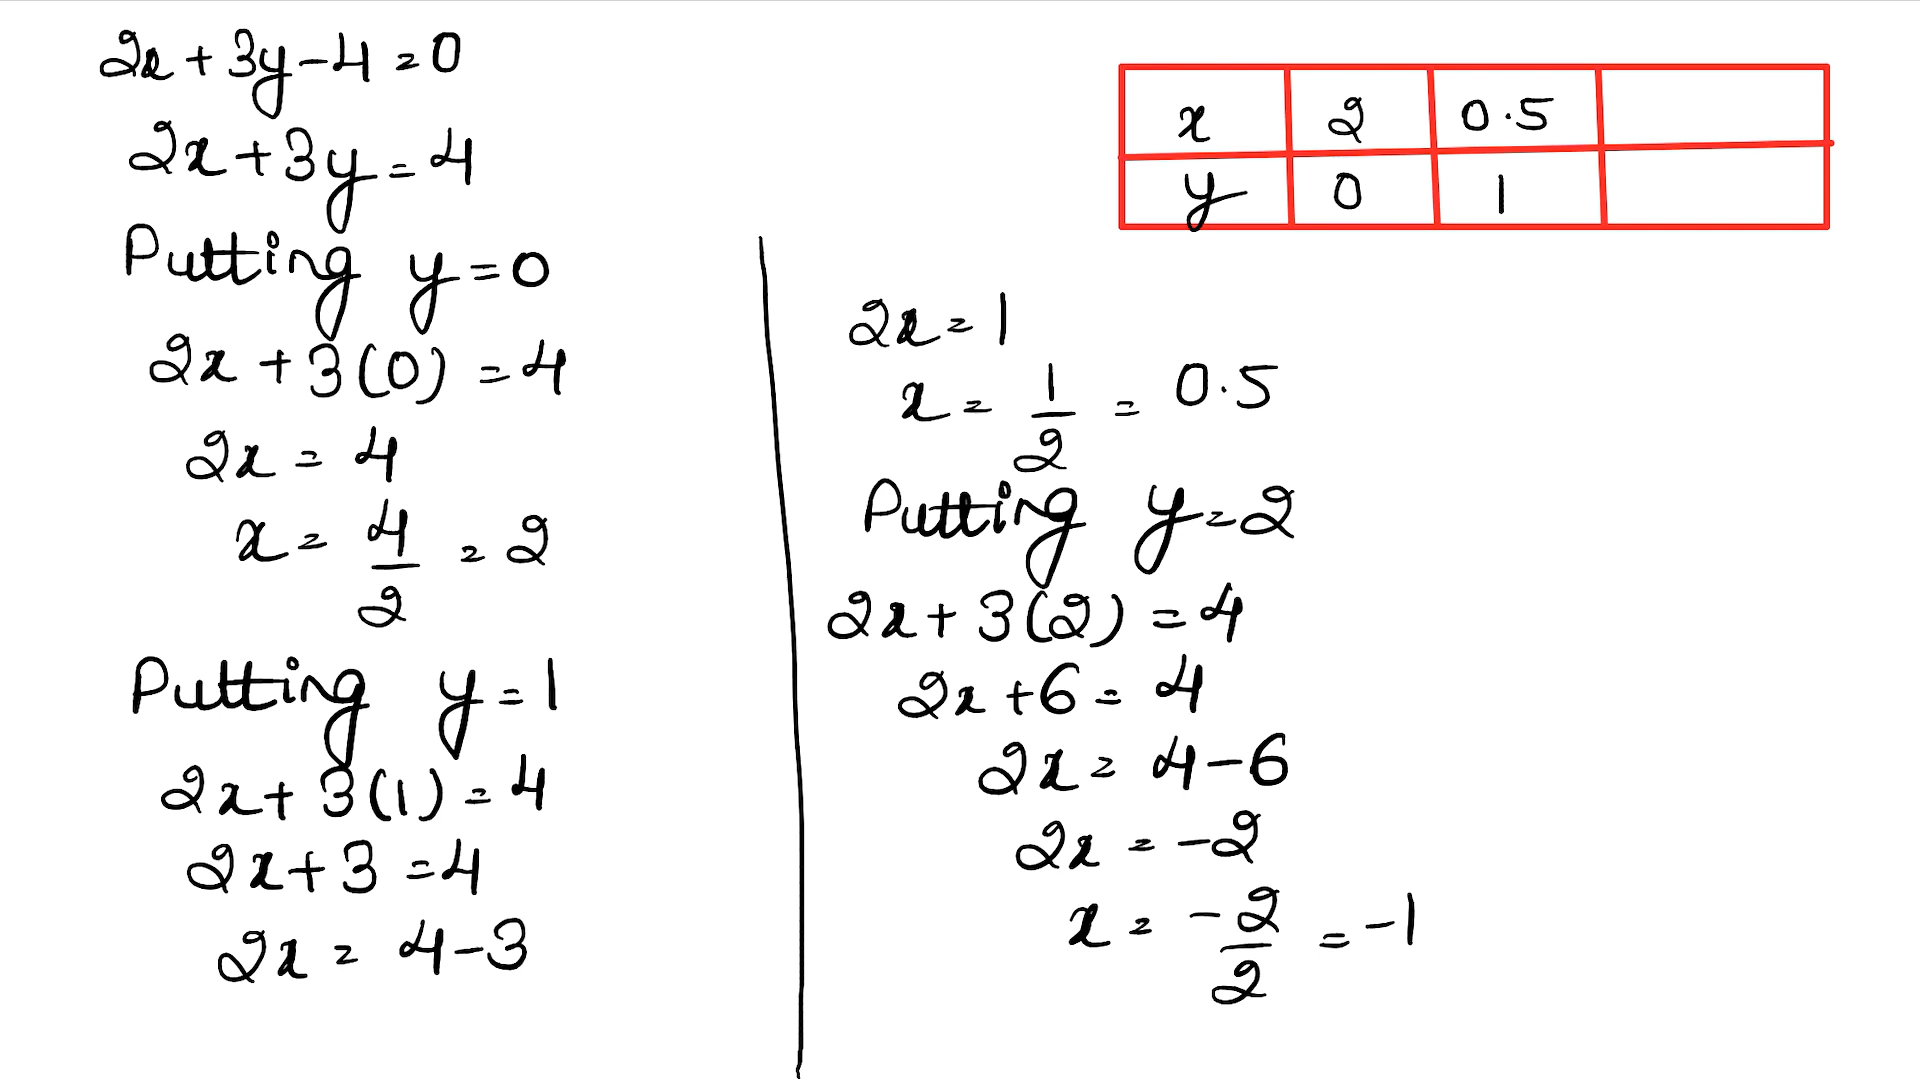 2x + 3y - 4 = 0
2x + 3y = 4
Putting y = 0
2x + 3(0) = 4
2x = 4
x = 4/2 = 2
Putting y = 1
2x + 3(1) = 4
2x + 3 = 4
2x = 4 - 3
x 2 0.5
y 0 1
2x = 1
x = 1/2 = 0.5
Putting y = 2
2x + 3(2) = 4
2x + 6 = 4
2x = 4 - 6
2x = -2
x = -2/2 = -1